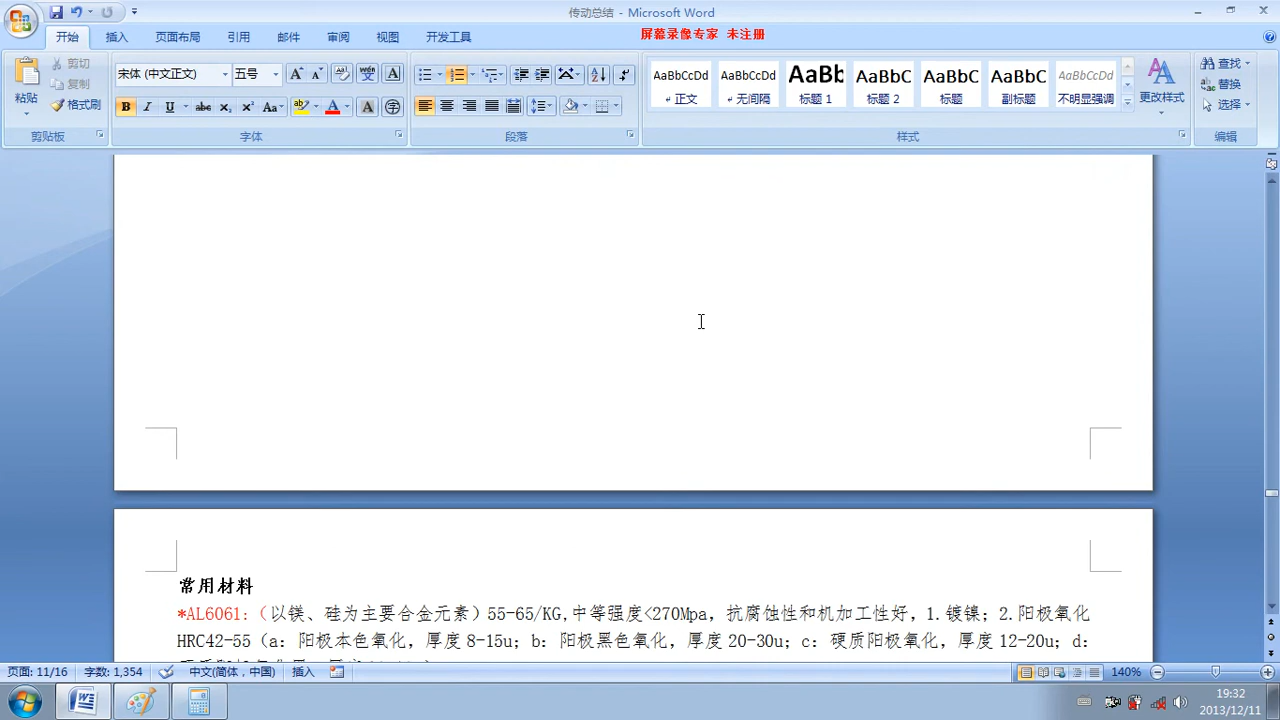 传动总结 - Microsoft Word
开始 插入 页面布局 引用 邮件 审阅 视图 开发工具
屏幕录像专家 未注册
粘贴 剪切 复制 格式刷
宋体 (中文正文) 五号
AaBbCcDd AaBbCcDd AaBb AaBbC AaBbC AaBbC AaBbCcDd
正文 无间隔 标题 1 标题 2 标题 副标题 不明显强调
更改样式
查找 替换 选择
剪贴板 字体 段落 样式 编辑
常用材料
*AL6061:（以镁、硅为主要合金元素）55-65/KG,中等强度<270Mpa, 抗腐蚀性和机加工性好, 1.镀镍; 2.阳极氧化
HRC42-55（a: 阳极本色氧化, 厚度 8-15u; b: 阳极黑色氧化, 厚度 20-30u; c: 硬质阳极氧化, 厚度 12-20u; d:
页面: 11/16 字数: 1,354 中文(简体, 中国) 插入 140%
19:32
2013/12/11